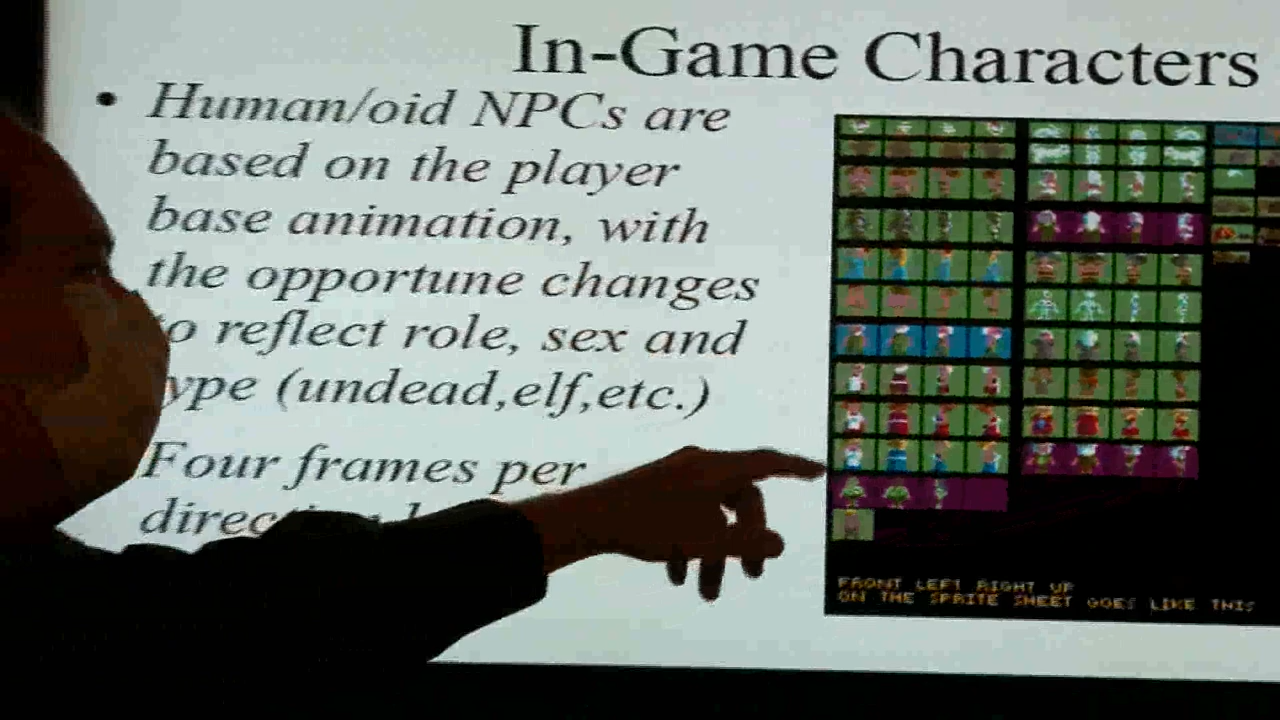 In-Game Characters
• Human/oid NPCs are
based on the player
base animation, with
the opportune changes
to reflect role, sex and
type (undead,elf,etc.)
Four frames per
FRONT LEFT RIGHT UP
ON THE SPRITE SHEET GOES LIKE THIS